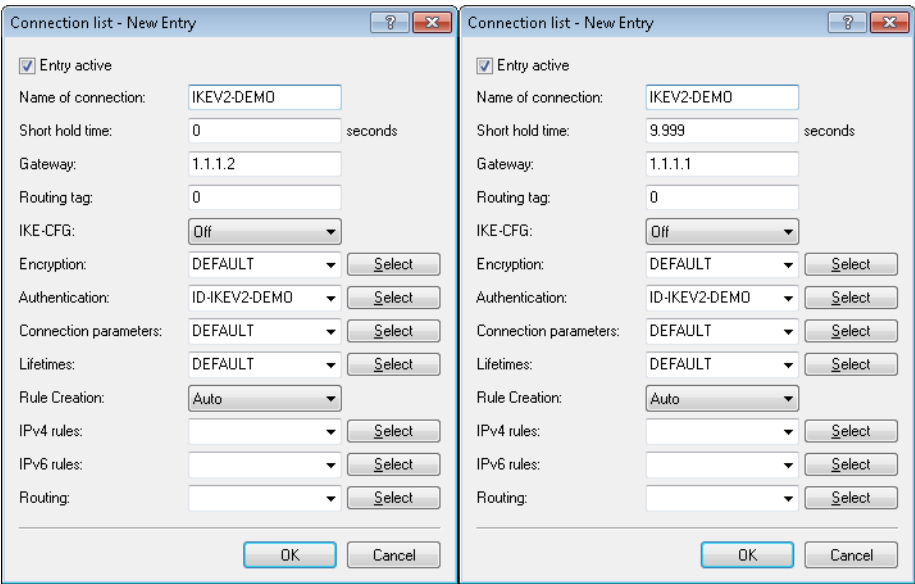 Connection list - New Entry
Entry active
Name of connection: IKEV2-DEMO
Short hold time: 0 seconds
Gateway: 1.1.1.2
Routing tag: 0
IKE-CFG: Off
Encryption: DEFAULT Select
Authentication: ID-IKEV2-DEMO Select
Connection parameters: DEFAULT Select
Lifetimes: DEFAULT Select
Rule Creation: Auto
IPv4 rules: Select
IPv6 rules: Select
Routing: Select
OK Cancel
Connection list - New Entry
Entry active
Name of connection: IKEV2-DEMO
Short hold time: 9.999 seconds
Gateway: 1.1.1.1
Routing tag: 0
IKE-CFG: Off
Encryption: DEFAULT Select
Authentication: ID-IKEV2-DEMO Select
Connection parameters: DEFAULT Select
Lifetimes: DEFAULT Select
Rule Creation: Auto
IPv4 rules: Select
IPv6 rules: Select
Routing: Select
OK Cancel